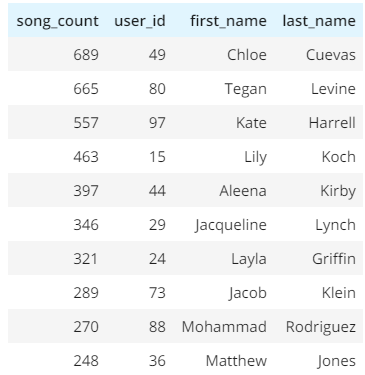 song_count user_id first_name last_name
689 49 Chloe Cuevas
665 80 Tegan Levine
557 97 Kate Harrell
463 15 Lily Koch
397 44 Aleena Kirby
346 29 Jacqueline Lynch
321 24 Layla Griffin
289 73 Jacob Klein
270 88 Mohammad Rodriguez
248 36 Matthew Jones